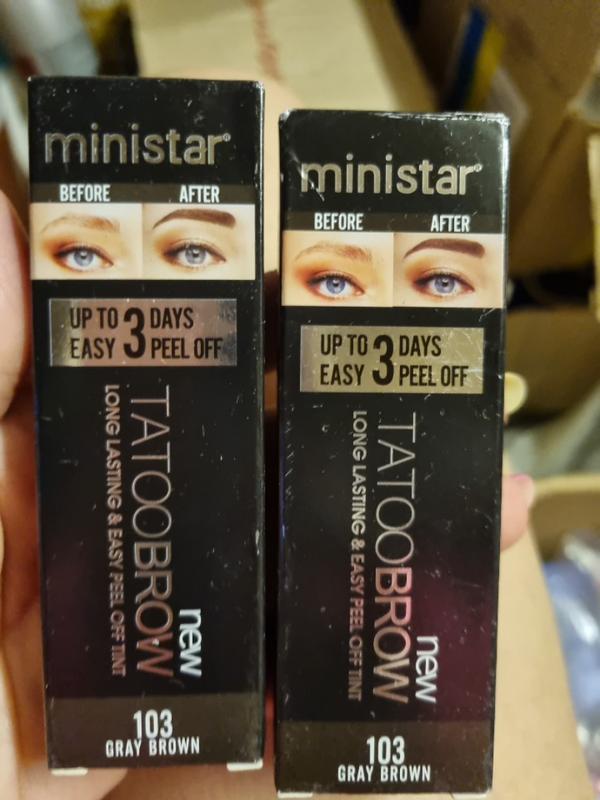 ministar®
BEFORE AFTER
UP TO 3 DAYS
EASY PEEL OFF
TATOOBROW
new
LONG LASTING & EASY PEEL OFF TINT
103
GRAY BROWN
ministar®
BEFORE AFTER
UP TO 3 DAYS
EASY PEEL OFF
TATOOBROW
new
LONG LASTING & EASY PEEL OFF TINT
103
GRAY BROWN